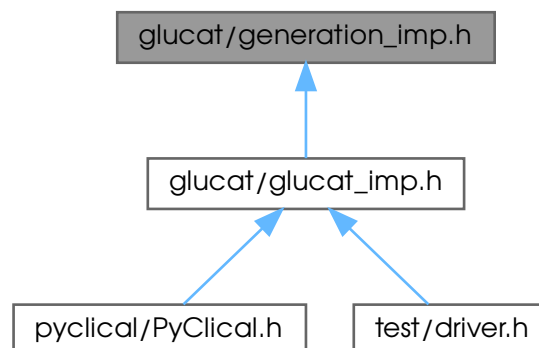 glucat/generation_imp.h
glucat/glucat_imp.h
pyclical/PyClical.h
test/driver.h